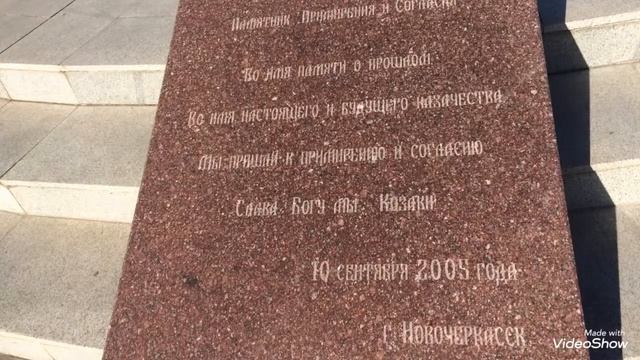 Памятник Примирения и Согласия
Во имя памяти о прошлом
Во имя настоящего и будущего казачества
Мы пришли к примирению и согласию
Слава Богу мы Козаки
10 сентября 2005 года
г. Новочеркасск
Made with
VideoShow